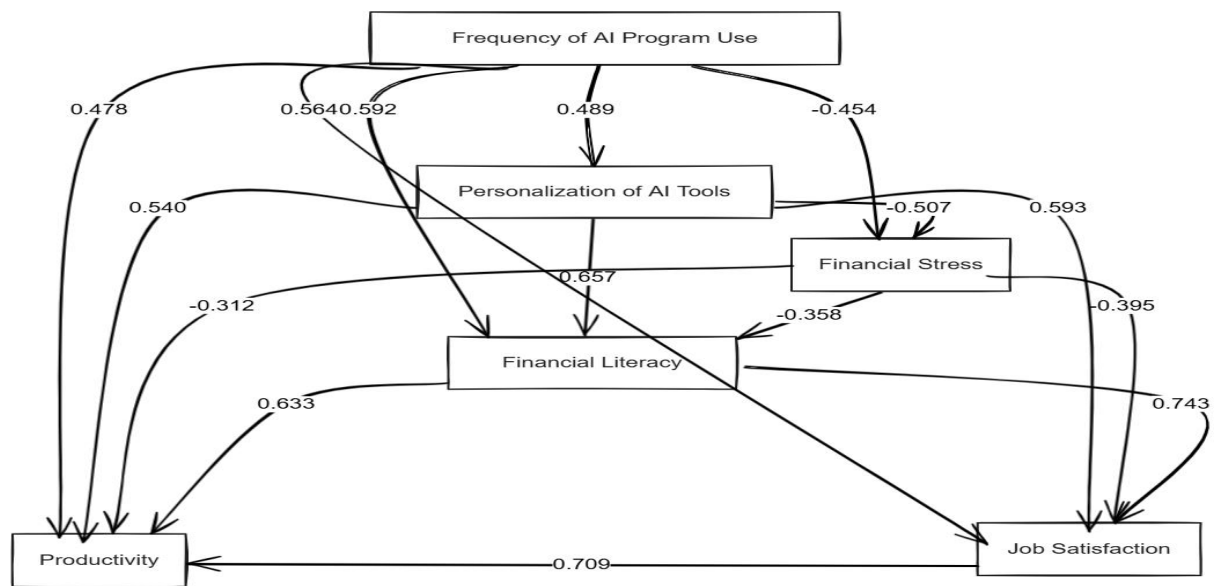 Frequency of AI Program Use
0.478
0.564
0.592
0.489
-0.454
Personalization of AI Tools
0.540
-0.507
0.593
Financial Stress
0.657
-0.312
-0.358
-0.395
Financial Literacy
0.633
0.743
Productivity
0.709
Job Satisfaction